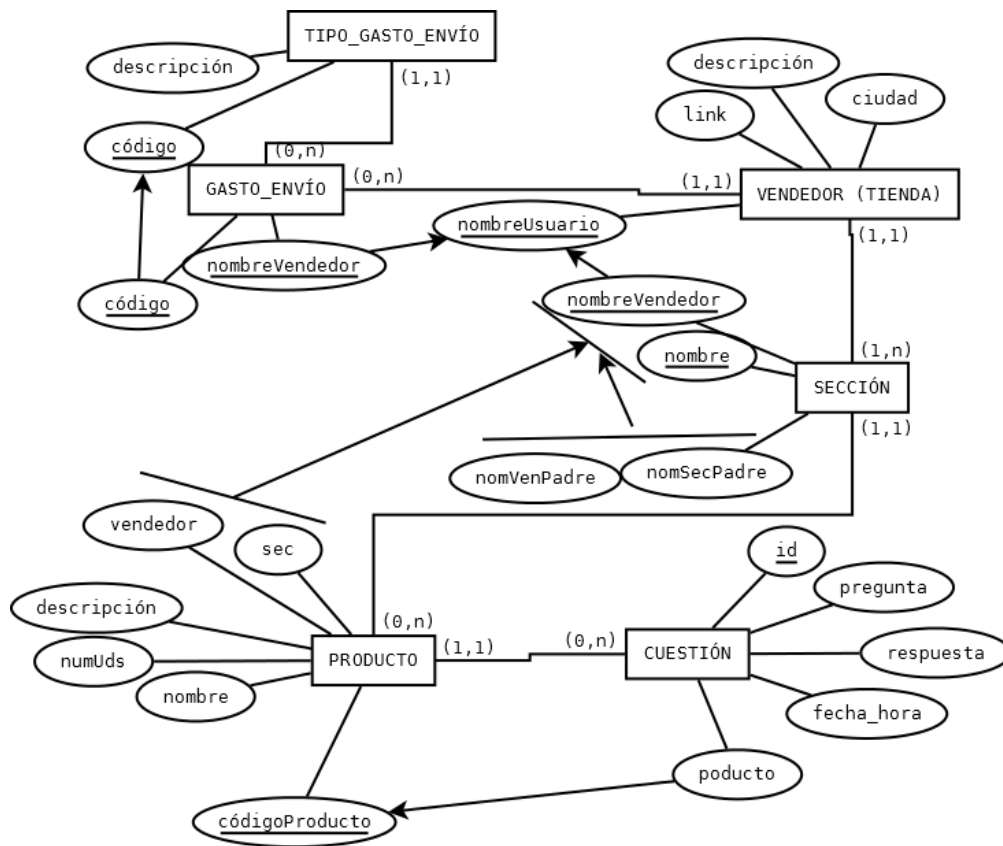 TIPO_GASTO_ENVÍO
descripción
(1,1)
descripción
link
ciudad
código
(0,n)
GASTO_ENVÍO
(0,n)
(1,1)
VENDEDOR (TIENDA)
nombreUsuario
(1,1)
nombreVendedor
código
nombreVendedor
nombre
(1,n)
SECCIÓN
(1,1)
nomVenPadre
nomSecPadre
vendedor
sec
id
pregunta
descripción
(0,n)
numUds
PRODUCTO
(1,1)
(0,n)
CUESTIÓN
respuesta
nombre
fecha_hora
poducto
códigoProducto